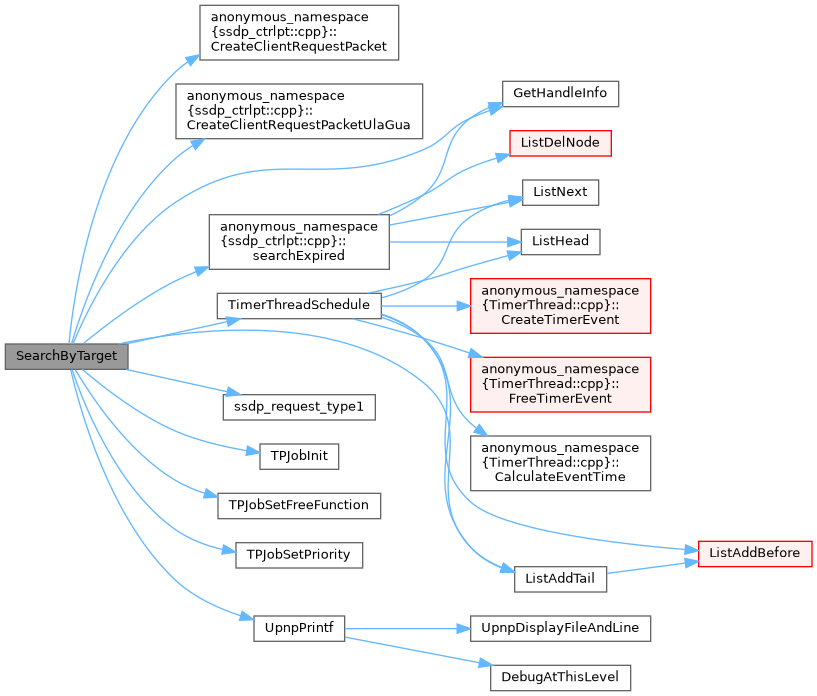 anonymous_namespace
{ssdp_ctrlpt::cpp}::
CreateClientRequestPacket
anonymous_namespace
{ssdp_ctrlpt::cpp}::
CreateClientRequestPacketUlaGua
GetHandleInfo
ListDelNode
ListNext
anonymous_namespace
{ssdp_ctrlpt::cpp}::
searchExpired
ListHead
TimerThreadSchedule
anonymous_namespace
{TimerThread::cpp}::
CreateTimerEvent
SearchByTarget
anonymous_namespace
{TimerThread::cpp}::
FreeTimerEvent
ssdp_request_type1
TPJobInit
anonymous_namespace
{TimerThread::cpp}::
CalculateEventTime
TPJobSetFreeFunction
TPJobSetPriority
ListAddBefore
ListAddTail
UpnpPrintf
UpnpDisplayFileAndLine
DebugAtThisLevel